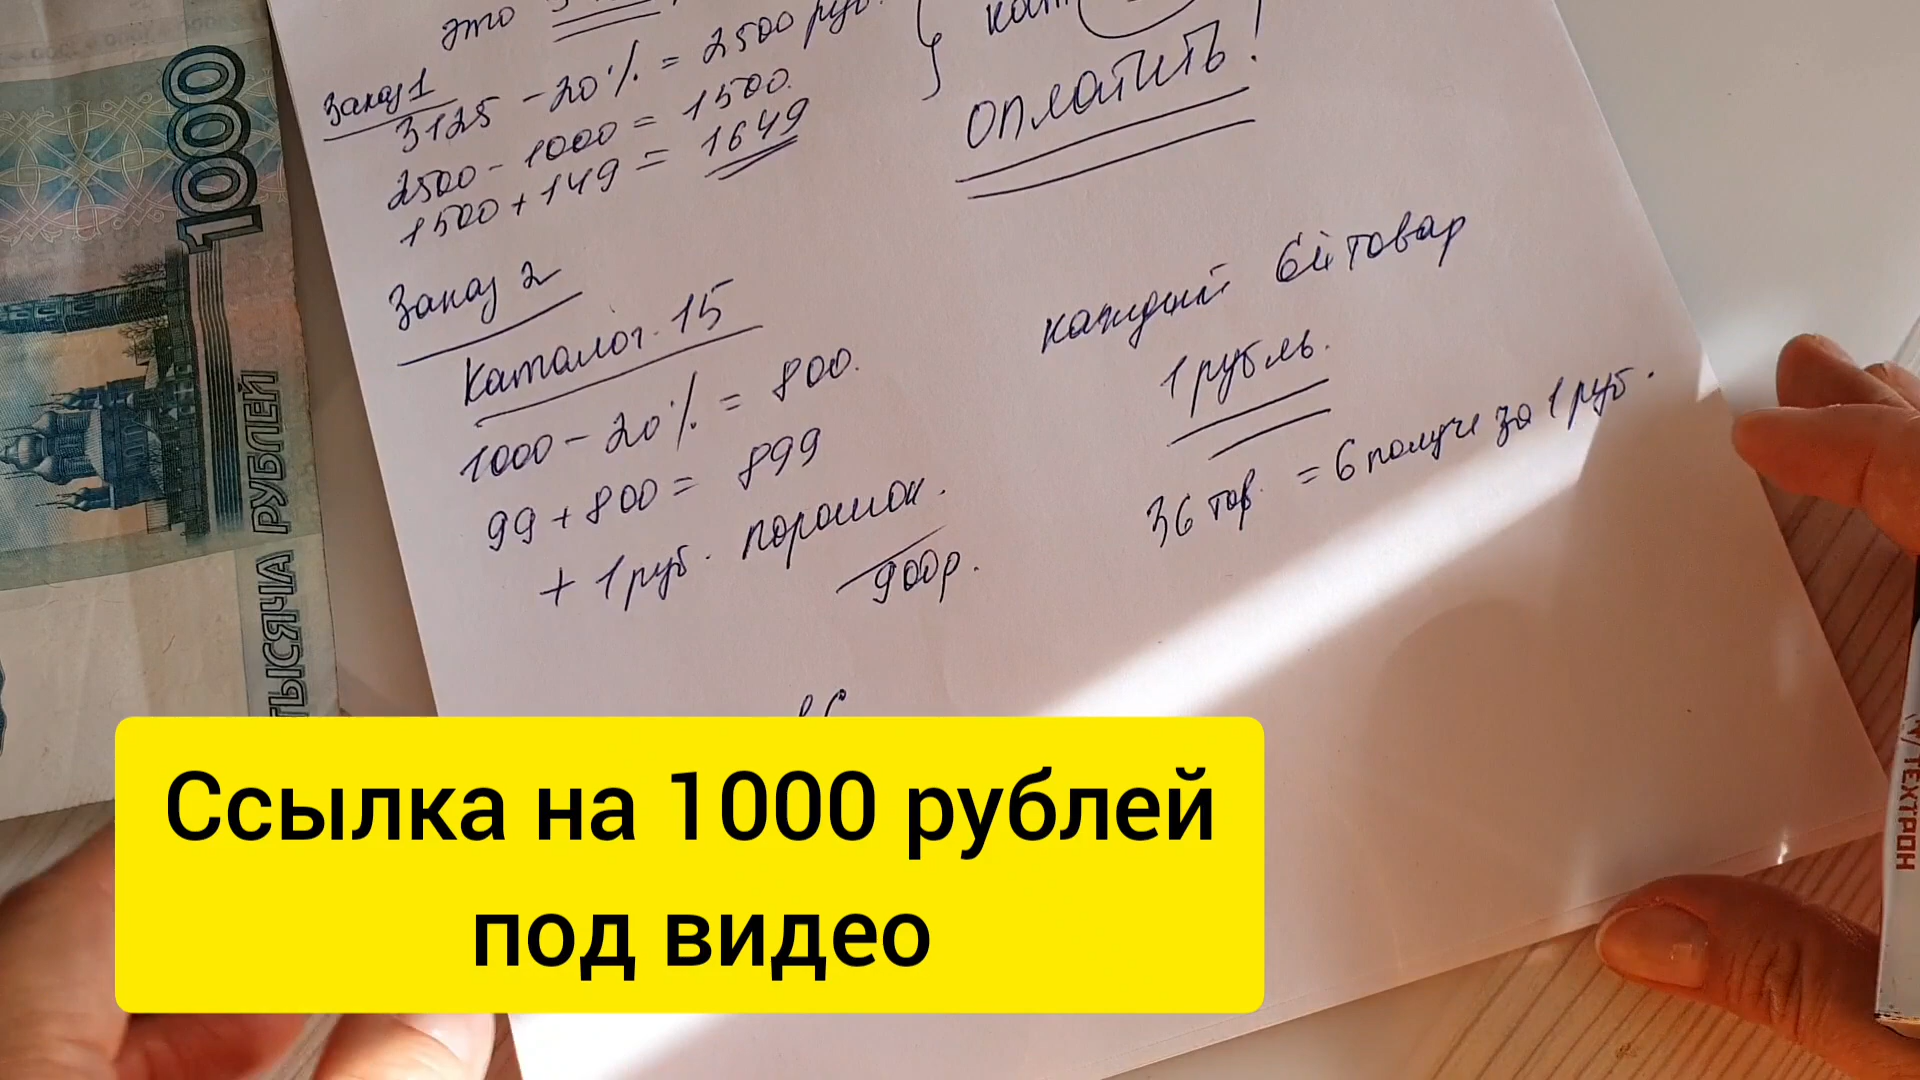 это
Заказ 1
3125 - 20% = 2500 руб.
2500 - 1000 = 1500.
1500 + 149 = 1649
ОПЛАТИТЬ!
Заказ 2
Каталог 15
1000 - 20% = 800.
99 + 800 = 899
+ 1 руб. порошок.
900р.
каждый 6й товар
1 рубль.
36 тов. = 6 получ за 1 руб.
1000
ТЫСЯЧА РУБЛЕЙ
Ссылка на 1000 рублей
под видео